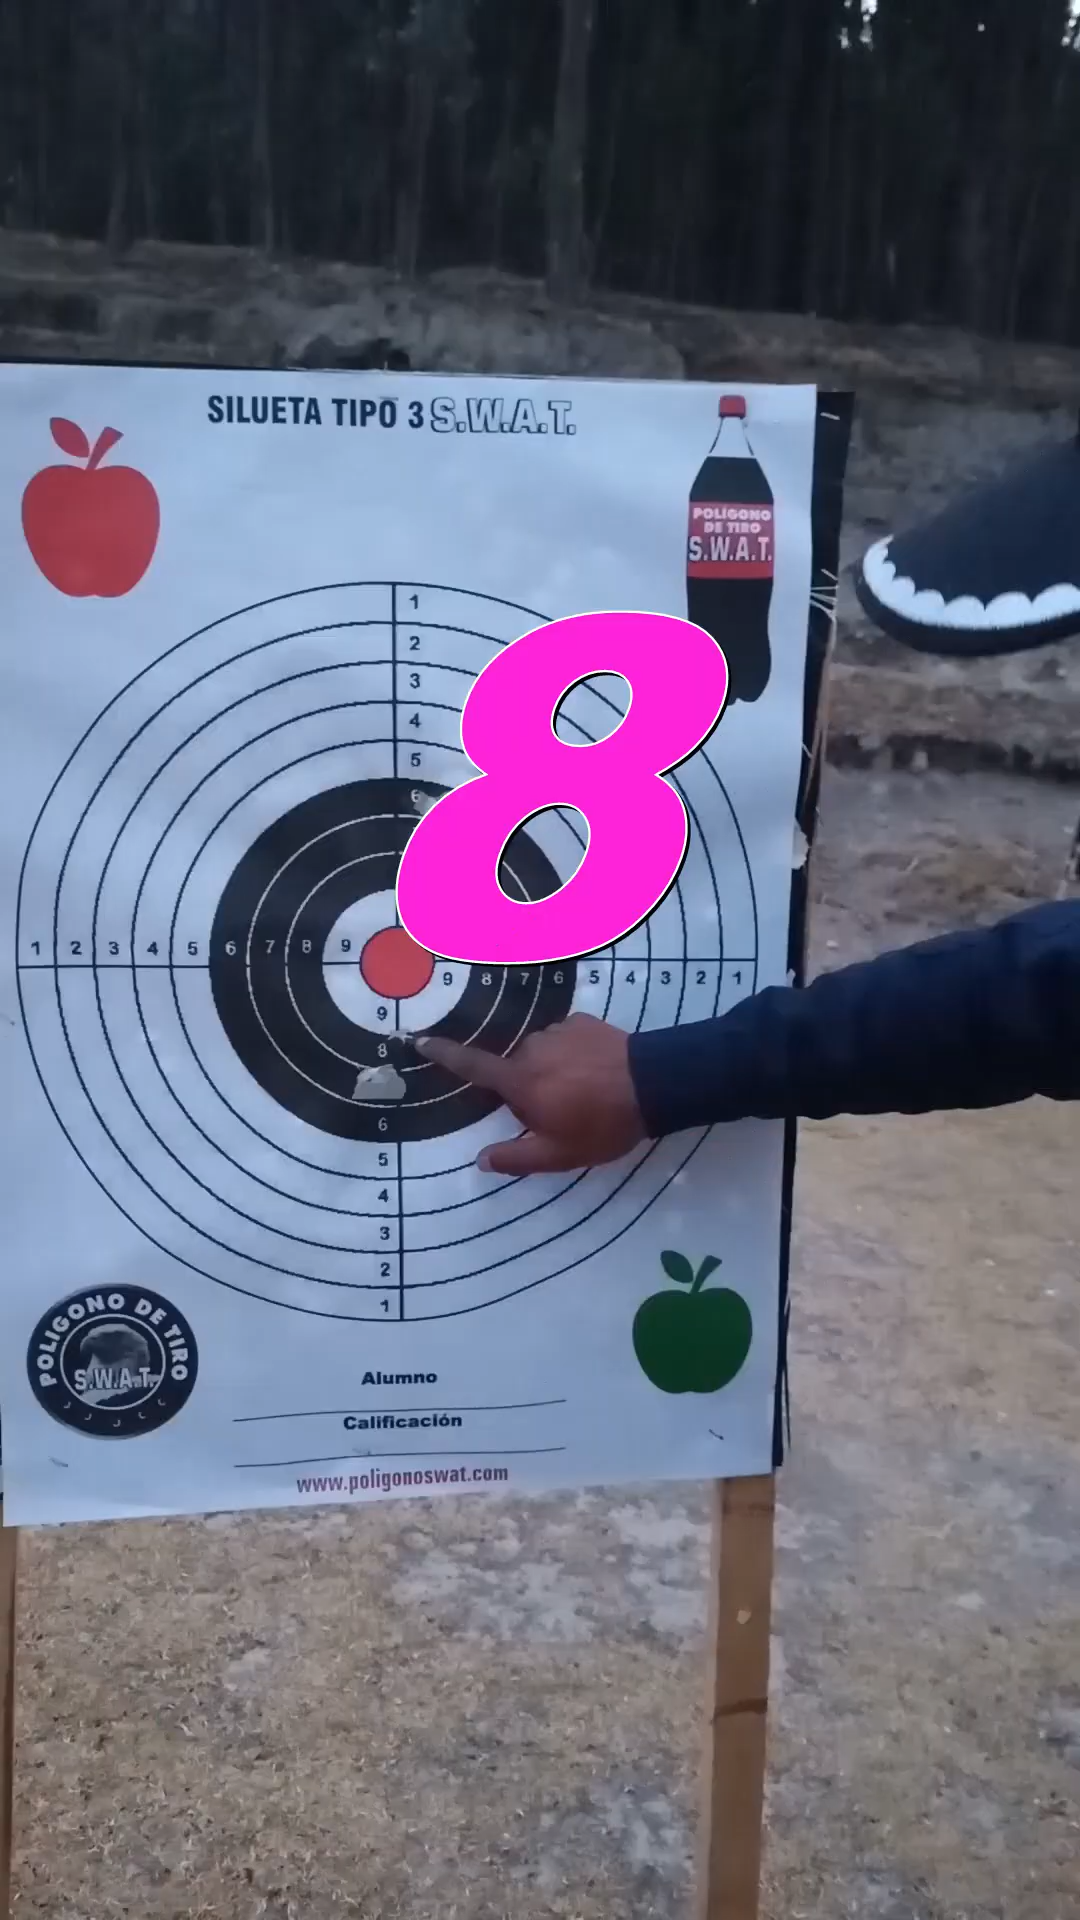 SILUETA TIPO 3 S.W.A.T.
POLÍGONO
DE TIRO
S.W.A.T.
1
2
3
4
5
6
8
1 2 3 4 5 6 7 8 9
9 8 7 6 5 4 3 2 1
9
8
6
5
4
3
2
1
POLIGONO DE TIRO
S.W.A.T.
Alumno
Calificación
www.poligonoswat.com